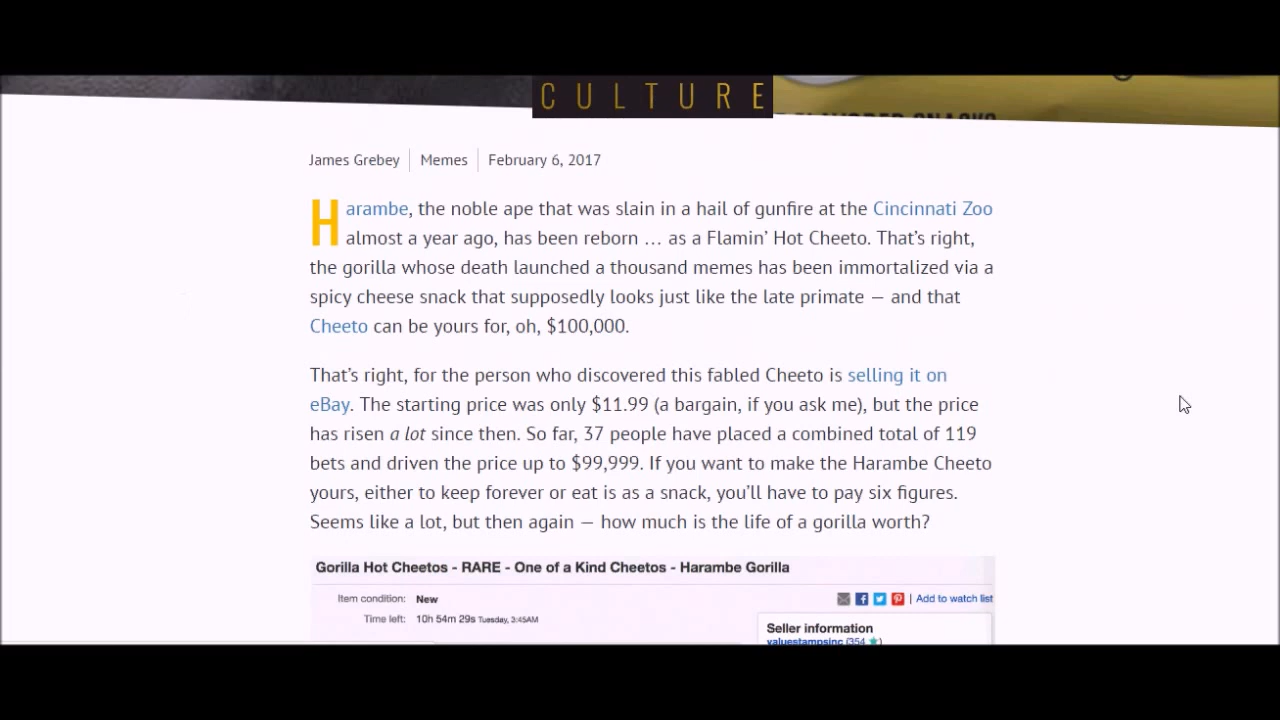 CULTURE
James Grebey | Memes | February 6, 2017
Harambe, the noble ape that was slain in a hail of gunfire at the Cincinnati Zoo
almost a year ago, has been reborn … as a Flamin’ Hot Cheeto. That’s right,
the gorilla whose death launched a thousand memes has been immortalized via a
spicy cheese snack that supposedly looks just like the late primate — and that
Cheeto can be yours for, oh, $100,000.
That’s right, for the person who discovered this fabled Cheeto is selling it on
eBay. The starting price was only $11.99 (a bargain, if you ask me), but the price
has risen a lot since then. So far, 37 people have placed a combined total of 119
bets and driven the price up to $99,999. If you want to make the Harambe Cheeto
yours, either to keep forever or eat is as a snack, you’ll have to pay six figures.
Seems like a lot, but then again — how much is the life of a gorilla worth?
Gorilla Hot Cheetos - RARE - One of a Kind Cheetos - Harambe Gorilla
Item condition: New
| Add to watch list
Time left: 10h 54m 29s Tuesday, 3:45AM
Seller information
valuestampsinc (354 ★)